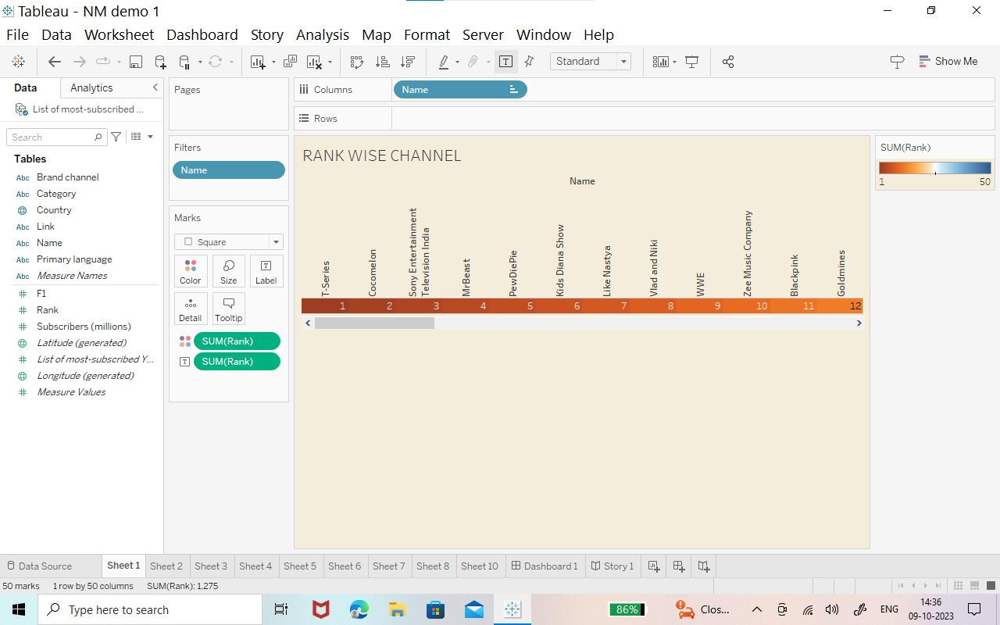 Tableau - NM demo 1
File Data Worksheet Dashboard Story Analysis Map Format Server Window Help
Standard
Show Me
Data Analytics
List of most-subscribed ...
Search
Tables
Abc Brand channel
Abc Category
Country
Abc Link
Abc Name
Abc Primary language
Abc Measure Names
# F1
# Rank
# Subscribers (millions)
Latitude (generated)
# List of most-subscribed Y...
Longitude (generated)
# Measure Values
Pages
Filters
Name
Marks
Square
Color Size Label
Detail Tooltip
SUM(Rank)
SUM(Rank)
Columns Name
Rows
RANK WISE CHANNEL
Name
T-Series
Cocomelon
Sony Entertainment
Television India
MrBeast
PewDiePie
Kids Diana Show
Like Nastya
Vlad and Niki
WWE
Zee Music Company
Blackpink
Goldmines
1 2 3 4 5 6 7 8 9 10 11 12
SUM(Rank)
1 50
Data Source Sheet 1 Sheet 2 Sheet 3 Sheet 4 Sheet 5 Sheet 6 Sheet 7 Sheet 8 Sheet 10 Dashboard 1 Story 1
50 marks 1 row by 50 columns SUM(Rank): 1,275
Type here to search
86%
Clos...
ENG
14:36
09-10-2023